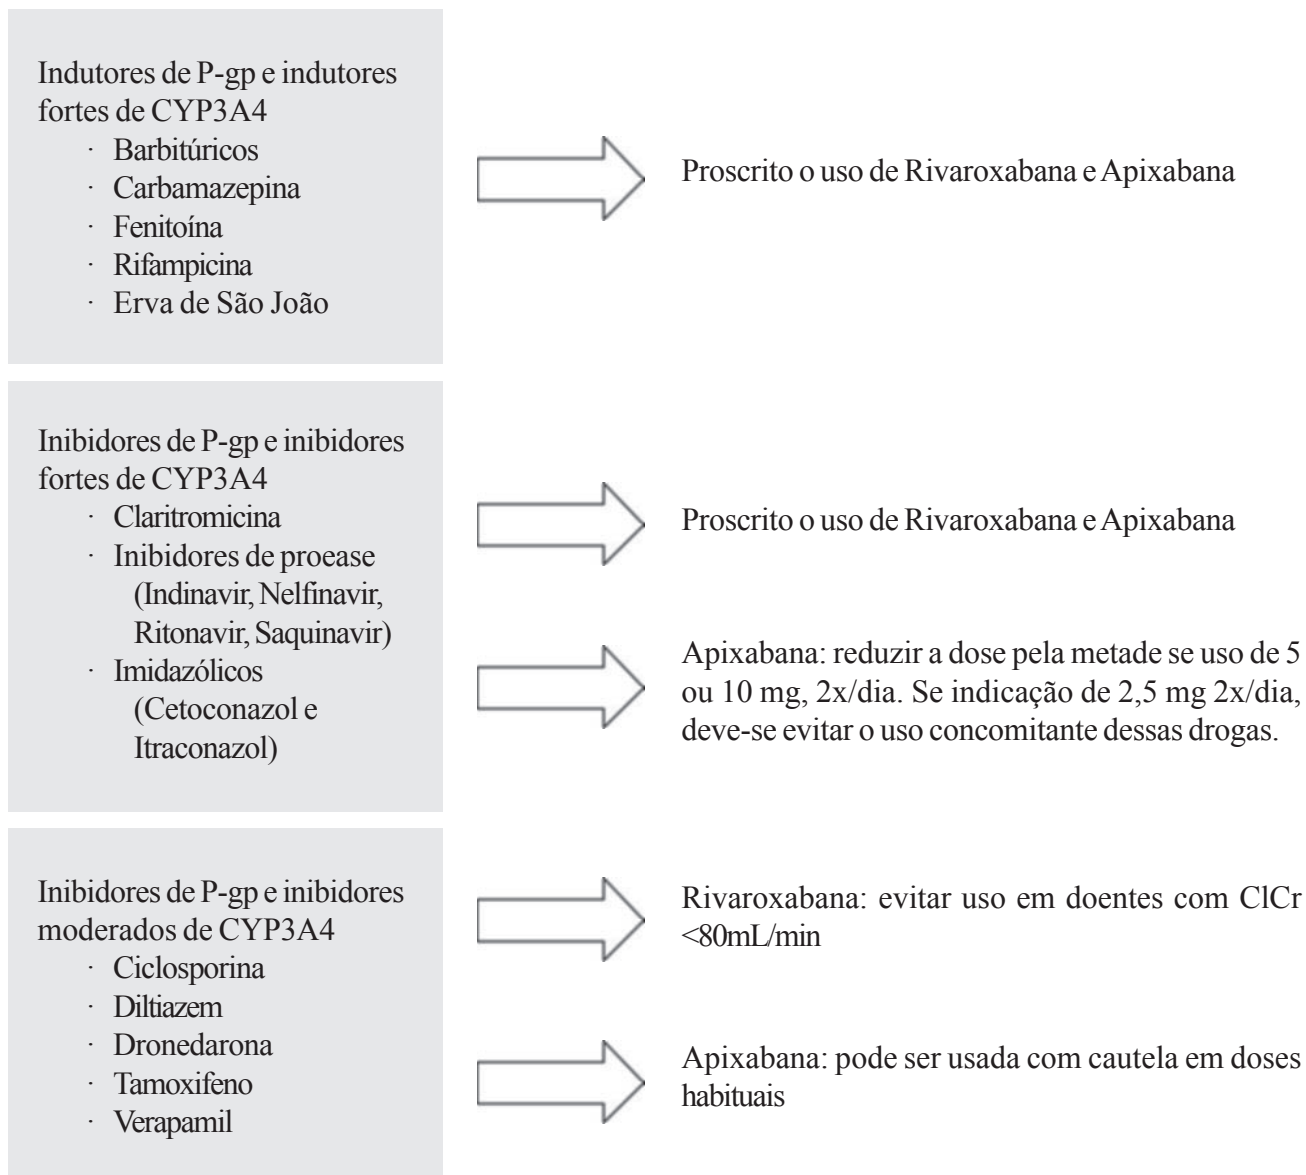 Indutores de P-gp e indutores
fortes de CYP3A4
· Barbitúricos
· Carbamazepina
· Fenitoína
· Rifampicina
· Erva de São João
Proscrito o uso de Rivaroxabana e Apixabana
Inibidores de P-gp e inibidores
fortes de CYP3A4
· Claritromicina
· Inibidores de proease
(Indinavir, Nelfinavir,
Ritonavir, Saquinavir)
· Imidazólicos
(Cetoconazol e
Itraconazol)
Proscrito o uso de Rivaroxabana e Apixabana
Apixabana: reduzir a dose pela metade se uso de 5
ou 10 mg, 2x/dia. Se indicação de 2,5 mg 2x/dia,
deve-se evitar o uso concomitante dessas drogas.
Inibidores de P-gp e inibidores
moderados de CYP3A4
· Ciclosporina
· Diltiazem
· Dronedarona
· Tamoxifeno
· Verapamil
Rivaroxabana: evitar uso em doentes com ClCr
<80mL/min
Apixabana: pode ser usada com cautela em doses
habituais